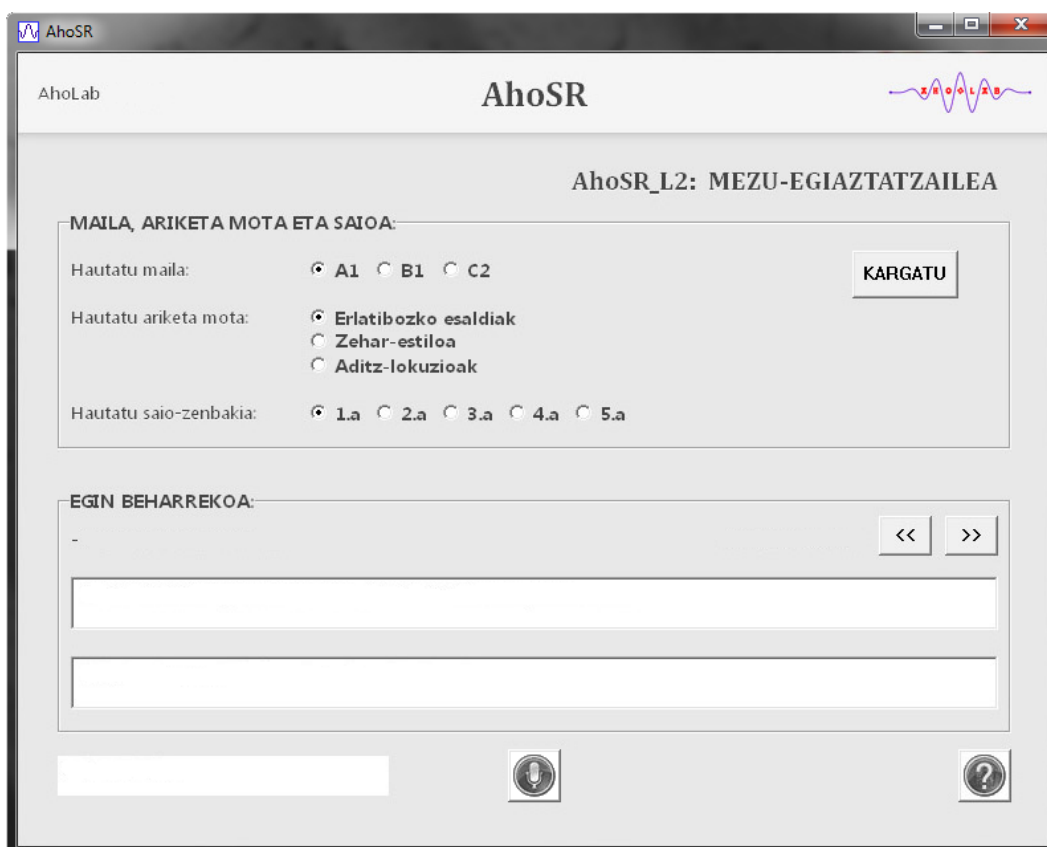 AhoSR
AhoLab
AhoSR
AHOLAB
AhoSR_L2: MEZU-EGIAZTATZAILEA
MAILA, ARIKETA MOTA ETA SAIOA:
Hautatu maila:
A1 B1 C2
KARGATU
Hautatu ariketa mota:
Erlatibozko esaldiak
Zehar-estiloa
Aditz-lokuzioak
Hautatu saio-zenbakia:
1.a 2.a 3.a 4.a 5.a
EGIN BEHARREKOA:
-
<< >>
?